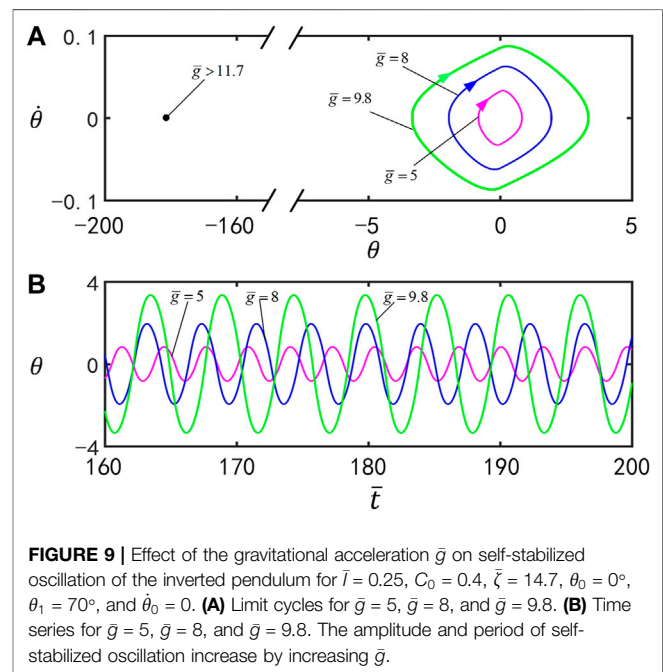 A
0.1
0
−0.1
θ̇
g̅ >11.7
g̅ = 8
g̅ = 9.8
g̅ = 5
−200
−160
−5
0
5
θ
B
4
0
−4
θ
g̅ = 5
g̅ = 8
g̅ = 9.8
160
170
180
190
200
t̅
FIGURE 9 | Effect of the gravitational acceleration g̅ on self-stabilized
oscillation of the inverted pendulum for l̅ = 0.25, C₀ = 0.4, ζ̅ = 14.7, θ₀ = 0°,
θ₁ = 70°, and θ̇₀ = 0. (A) Limit cycles for g̅ = 5, g̅ = 8, and g̅ = 9.8. (B) Time
series for g̅ = 5, g̅ = 8, and g̅ = 9.8. The amplitude and period of self-
stabilized oscillation increase by increasing g̅.